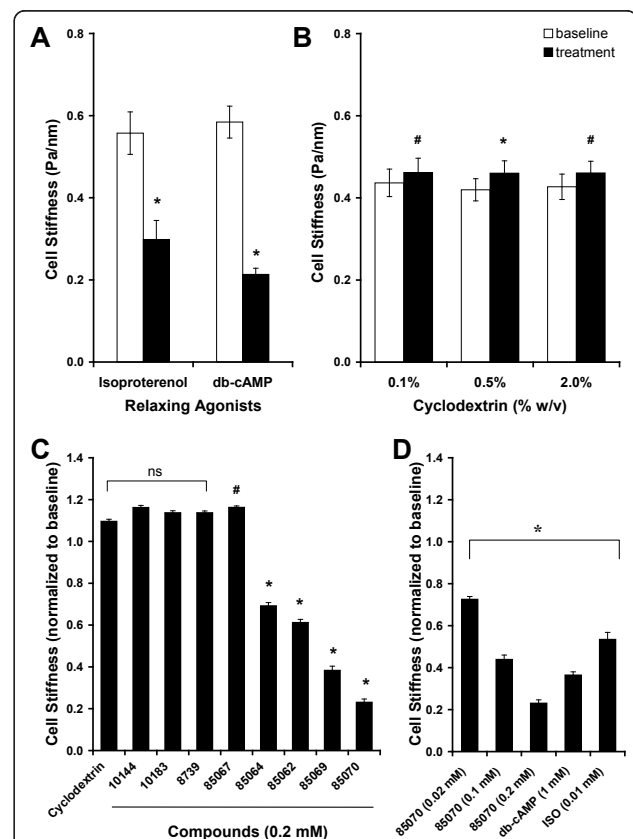 A
Cell Stiffness (Pa/nm)
0.8
0.6
0.4
0.2
0.0
*
*
Isoproterenol db-cAMP
Relaxing Agonists
B
baseline
treatment
Cell Stiffness (Pa/nm)
0.8
0.6
0.4
0.2
0.0
# * #
0.1% 0.5% 2.0%
Cyclodextrin (% w/v)
C
Cell Stiffness (normalized to baseline)
1.4
1.2
1.0
0.8
0.6
0.4
0.2
0.0
ns
#
*
*
*
*
Cyclodextrin
10144
10183
8739
85067
85064
85062
85069
85070
Compounds (0.2 mM)
D
Cell Stiffness (normalized to baseline)
1.4
1.2
1.0
0.8
0.6
0.4
0.2
0.0
*
85070 (0.02 mM)
85070 (0.1 mM)
85070 (0.2 mM)
db-cAMP (1 mM)
ISO (0.01 mM)